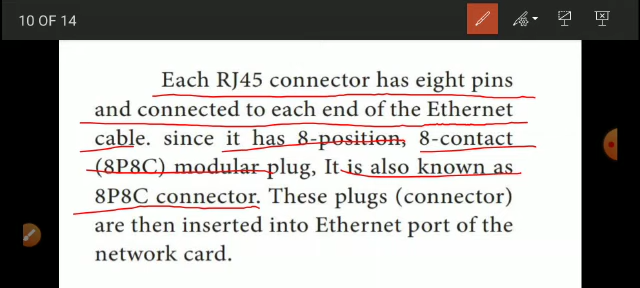 10 OF 14
Each RJ45 connector has eight pins
and connected to each end of the Ethernet
cable. since it has 8-position, 8-contact
(8P8C) modular plug, It is also known as
8P8C connector. These plugs (connector)
are then inserted into Ethernet port of the
network card.